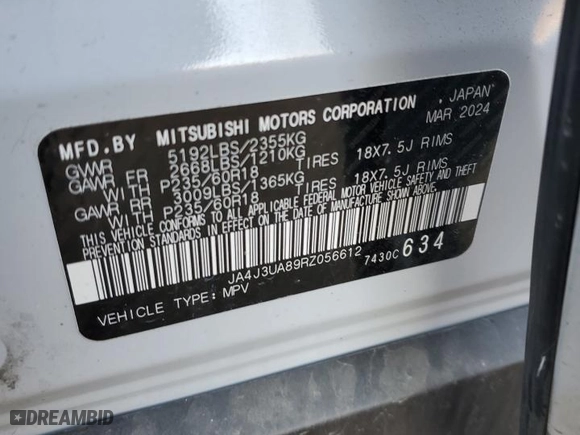 MFD.BY MITSUBISHI MOTORS CORPORATION , JAPAN
MAR 2024
GVWR 5192LBS/2355KG
GAWR FR 2668LBS/1210KG
WITH P235/60R18 TIRES 18X7.5J RIMS
GAWR RR 3009LBS/1365KG
WITH P235/60R18 TIRES 18X7.5J RIMS
THIS VEHICLE CONFORMS TO ALL APPLICABLE FEDERAL MOTOR VEHICLE SAFETY AND THEFT
PREVENTION STANDARDS IN EFFECT ON THE DATE OF MANUFACTURE SHOWN ABOVE.
JA4J3UA89RZ056612 7430C 634
VEHICLE TYPE: MPV
DREAMBID